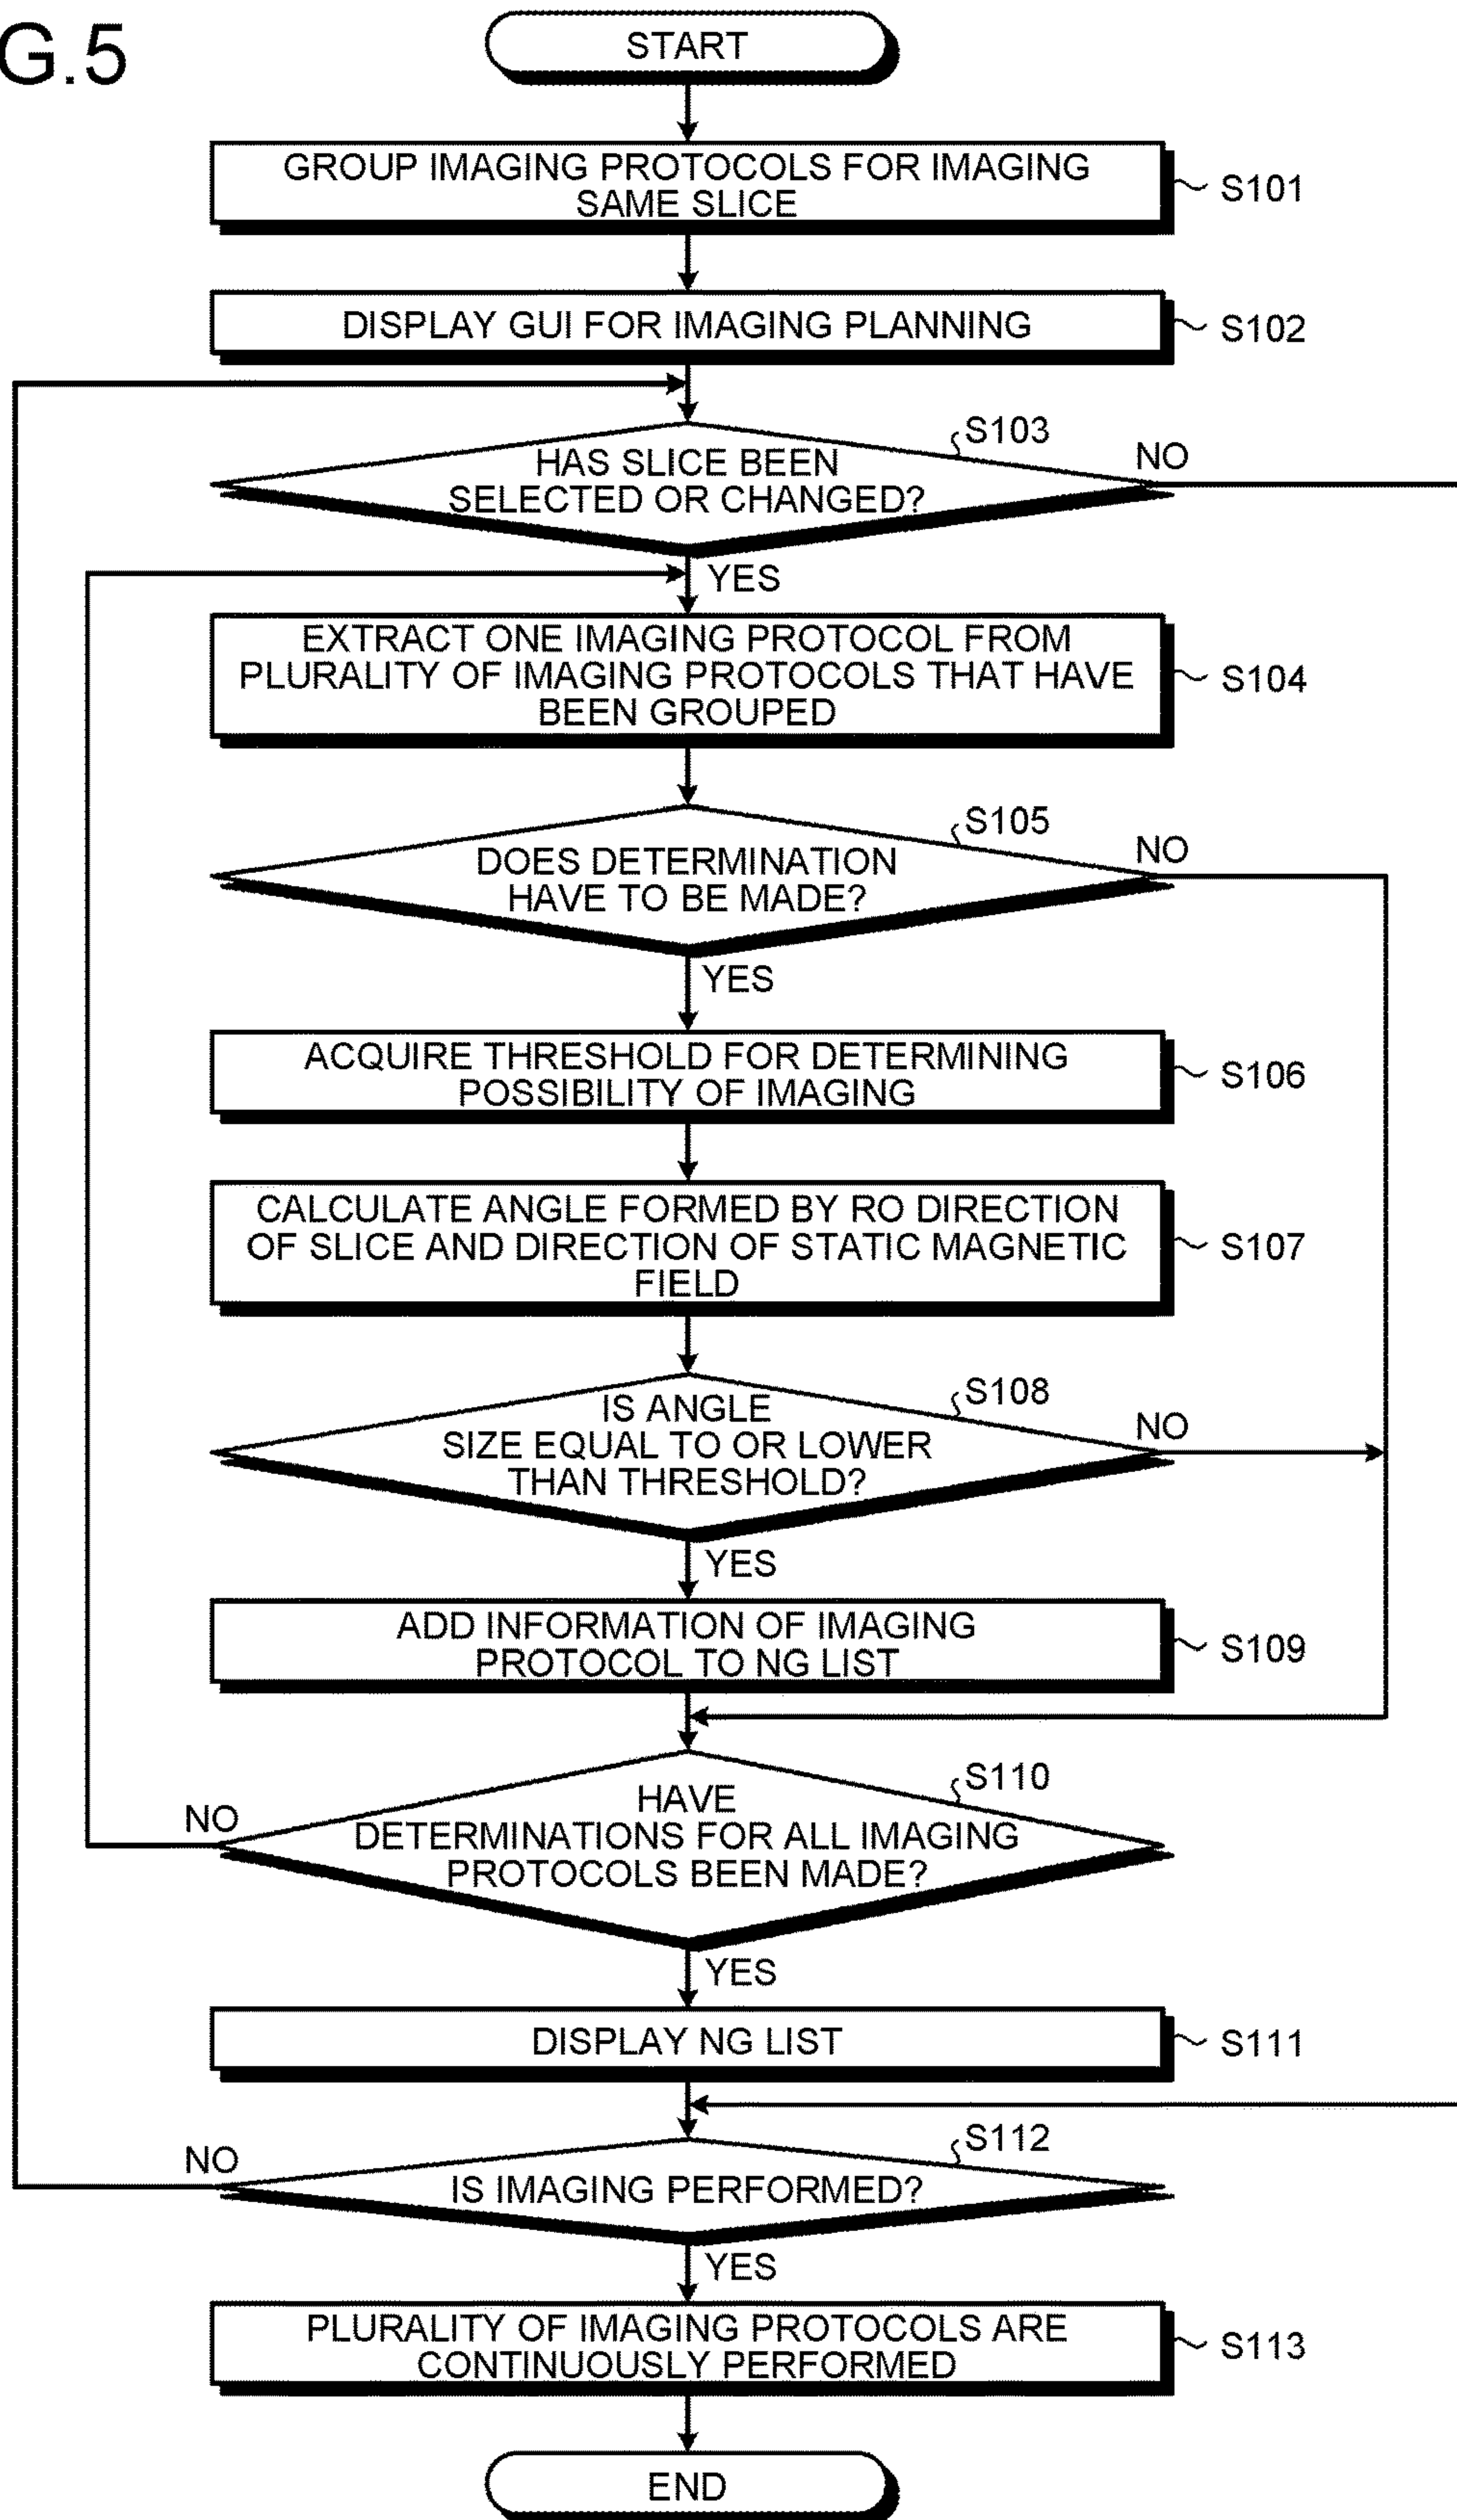 G.5
START
GROUP IMAGING PROTOCOLS FOR IMAGING
SAME SLICE
S101
DISPLAY GUI FOR IMAGING PLANNING
S102
S103
NO
HAS SLICE BEEN
SELECTED OR CHANGED?
YES
EXTRACT ONE IMAGING PROTOCOL FROM
PLURALITY OF IMAGING PROTOCOLS THAT HAVE
BEEN GROUPED
S104
S105
NO
DOES DETERMINATION
HAVE TO BE MADE?
YES
ACQUIRE THRESHOLD FOR DETERMINING
POSSIBILITY OF IMAGING
S106
CALCULATE ANGLE FORMED BY RO DIRECTION
OF SLICE AND DIRECTION OF STATIC MAGNETIC
FIELD
S107
S108
NO
IS ANGLE
SIZE EQUAL TO OR LOWER
THAN THRESHOLD?
YES
ADD INFORMATION OF IMAGING
PROTOCOL TO NG LIST
S109
S110
NO
HAVE
DETERMINATIONS FOR ALL IMAGING
PROTOCOLS BEEN MADE?
YES
DISPLAY NG LIST
S111
S112
NO
IS IMAGING PERFORMED?
YES
PLURALITY OF IMAGING PROTOCOLS ARE
CONTINUOUSLY PERFORMED
S113
END